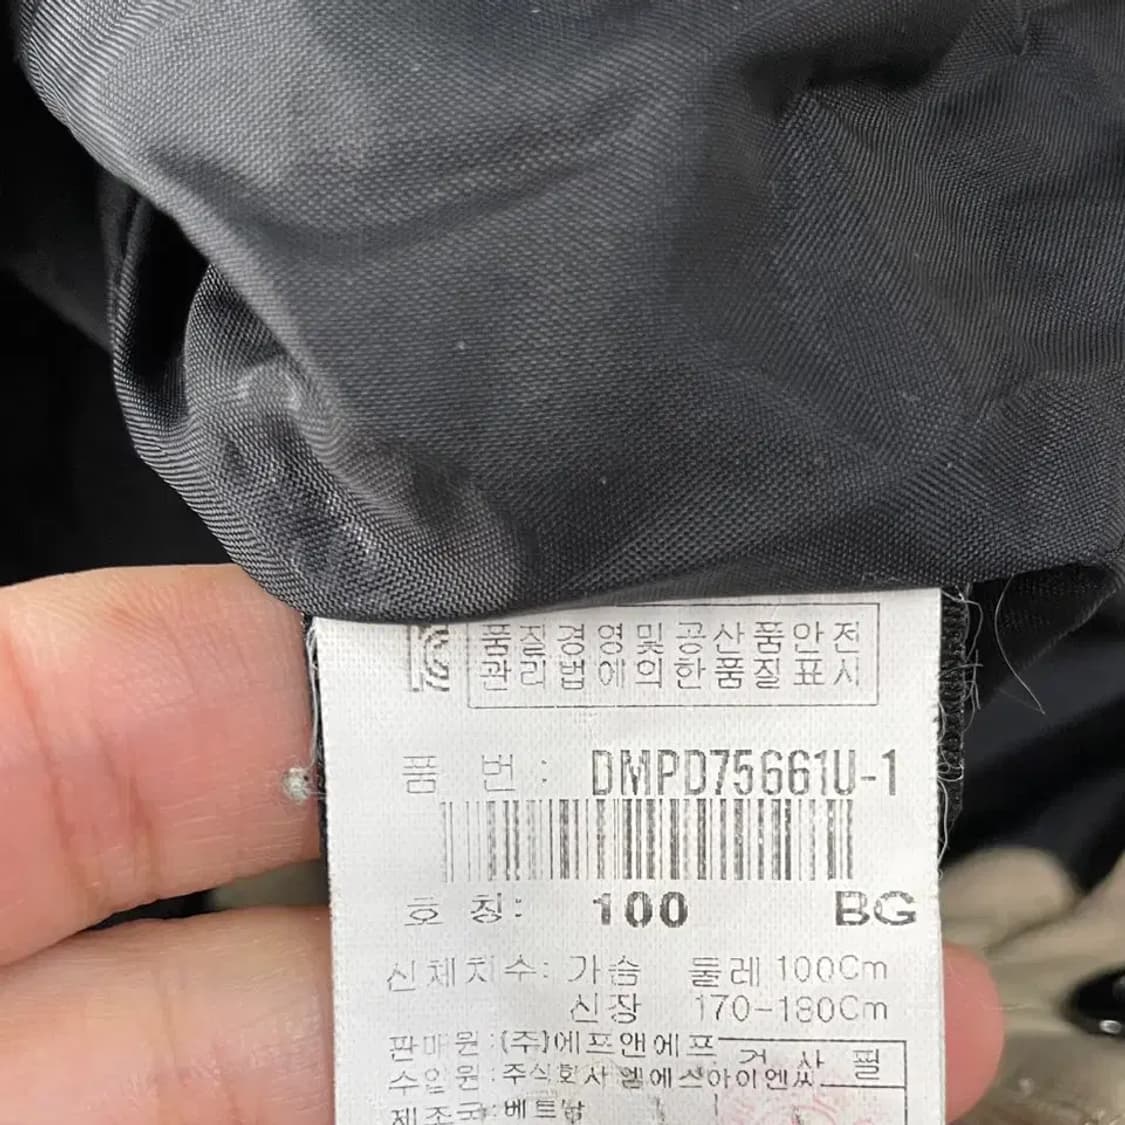 품질경영및공산품안전
관리법에의한품질표시
품 번: DMPD75661U-1
호 칭: 100 BG
신체치수: 가슴 둘레 100Cm
신장 170-180Cm
판매원:(주)에프앤에프 검 사 필
수입원:주식회사 엘에스아이엔씨
제조국:베트남